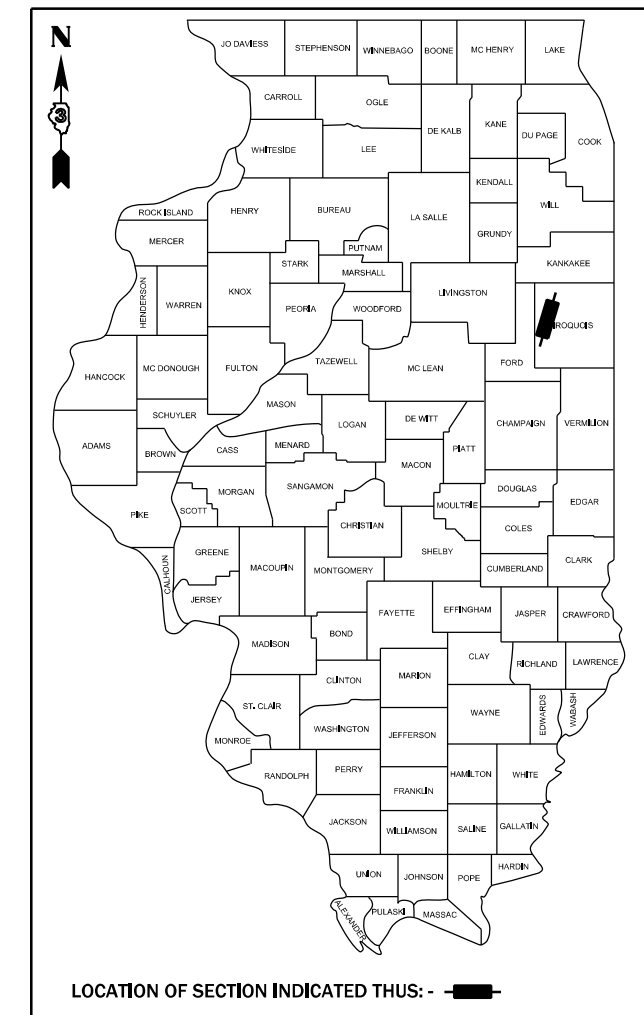 N
3
JO DAVIESS
STEPHENSON
WINNEBAGO
BOONE
MC HENRY
LAKE
CARROLL
OGLE
DE KALB
KANE
DU PAGE
COOK
WHITESIDE
LEE
KENDALL
WILL
ROCK ISLAND
HENRY
BUREAU
LA SALLE
GRUNDY
MERCER
PUTNAM
KANKAKEE
STARK
MARSHALL
HENDERSON
WARREN
KNOX
PEORIA
WOODFORD
LIVINGSTON
IROQUOIS
FORD
TAZEWELL
MC LEAN
HANCOCK
MC DONOUGH
FULTON
MASON
SCHUYLER
LOGAN
DE WITT
CHAMPAIGN
VERMILION
ADAMS
BROWN
CASS
MENARD
PIATT
MACON
SANGAMON
DOUGLAS
MORGAN
MOULTRIE
EDGAR
PIKE
SCOTT
CHRISTIAN
COLES
GREENE
MACOUPIN
SHELBY
CLARK
CALHOUN
MONTGOMERY
CUMBERLAND
JERSEY
FAYETTE
EFFINGHAM
JASPER
CRAWFORD
BOND
MADISON
CLAY
RICHLAND
LAWRENCE
CLINTON
MARION
ST. CLAIR
WAYNE
EDWARDS
WABASH
WASHINGTON
JEFFERSON
MONROE
RANDOLPH
PERRY
HAMILTON
WHITE
FRANKLIN
JACKSON
WILLIAMSON
SALINE
GALLATIN
UNION
JOHNSON
POPE
HARDIN
ALEXANDER
PULASKI
MASSAC
LOCATION OF SECTION INDICATED THUS: -